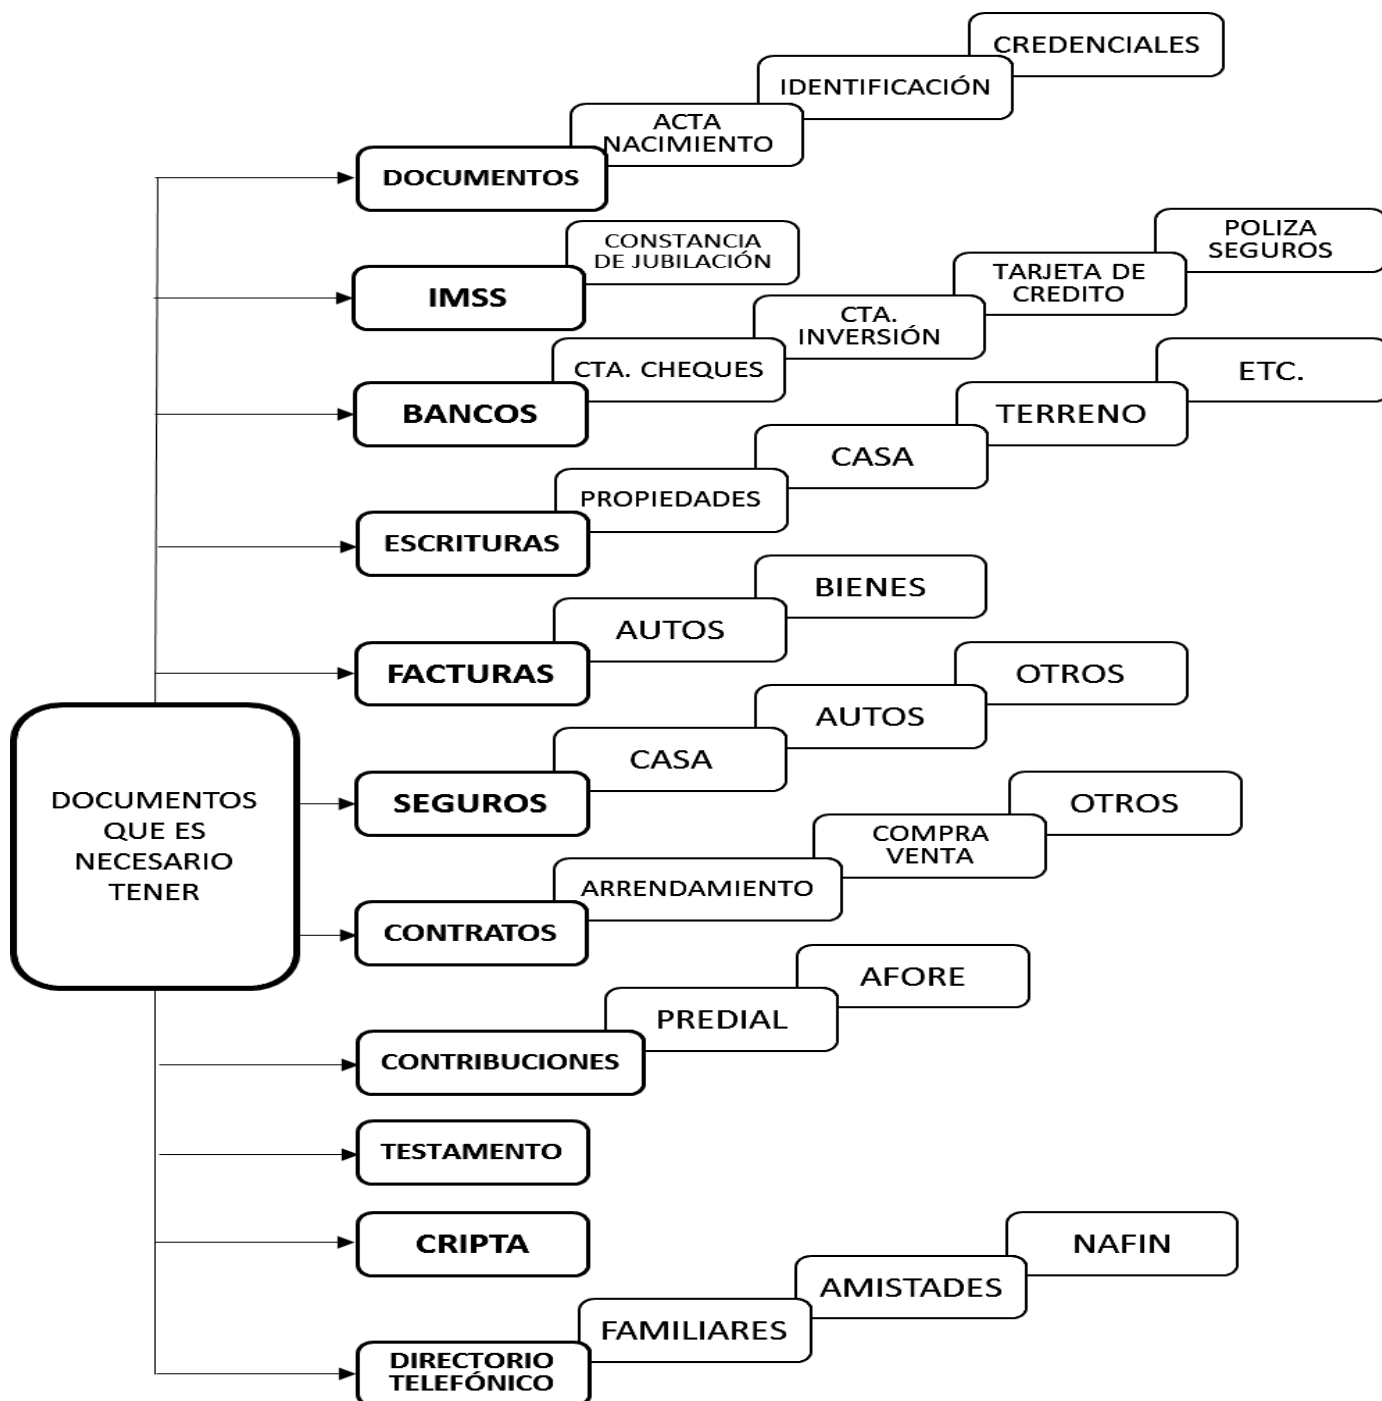 CREDENCIALES
IDENTIFICACIÓN
ACTA
NACIMIENTO
DOCUMENTOS
CONSTANCIA
DE JUBILACIÓN
IMSS
POLIZA
SEGUROS
TARJETA DE
CREDITO
CTA.
INVERSIÓN
CTA. CHEQUES
BANCOS
ETC.
TERRENO
CASA
PROPIEDADES
ESCRITURAS
BIENES
AUTOS
FACTURAS
OTROS
AUTOS
CASA
SEGUROS
DOCUMENTOS
QUE ES
NECESARIO
TENER
OTROS
COMPRA
VENTA
ARRENDAMIENTO
CONTRATOS
AFORE
PREDIAL
CONTRIBUCIONES
TESTAMENTO
CRIPTA
NAFIN
AMISTADES
FAMILIARES
DIRECTORIO
TELEFÓNICO